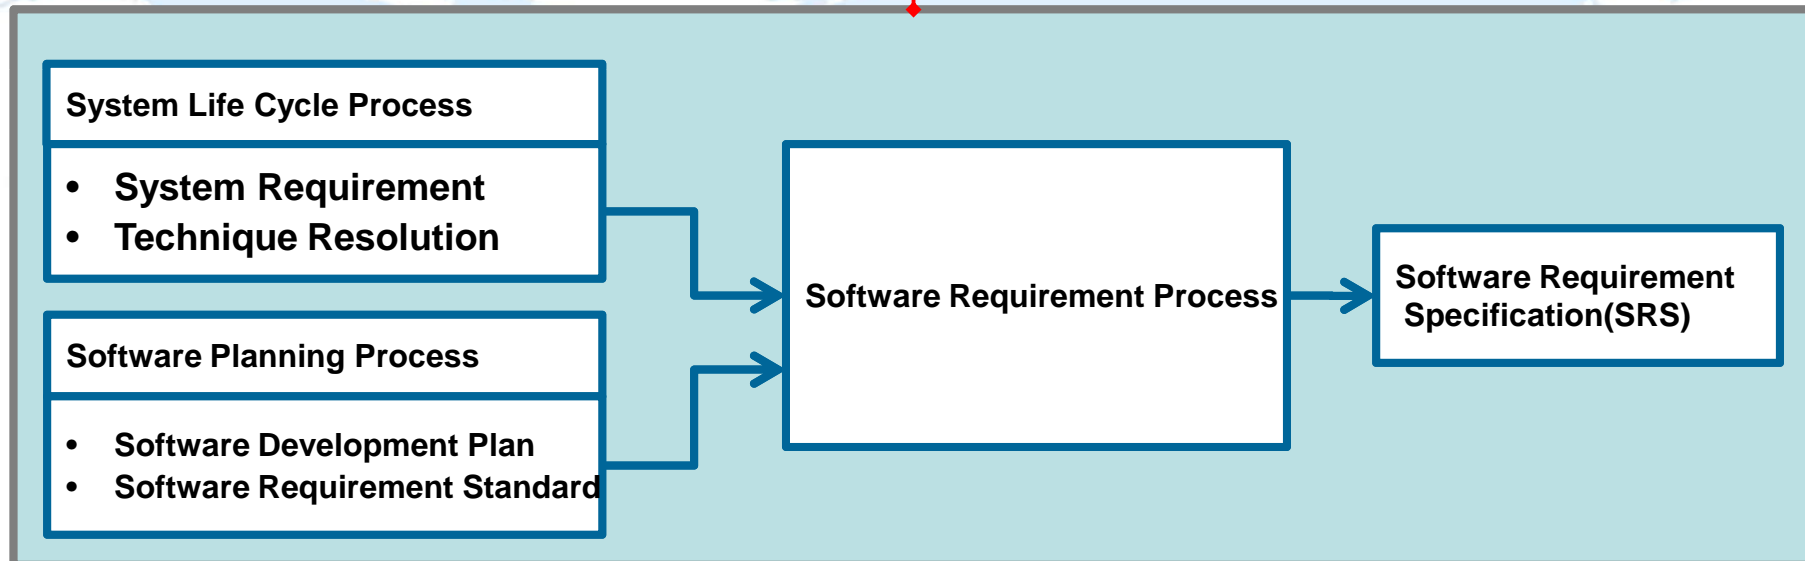 System Life Cycle Process
• System Requirement
• Technique Resolution
Software Planning Process
• Software Development Plan
• Software Requirement Standard
Software Requirement Process
Software Requirement
Specification(SRS)